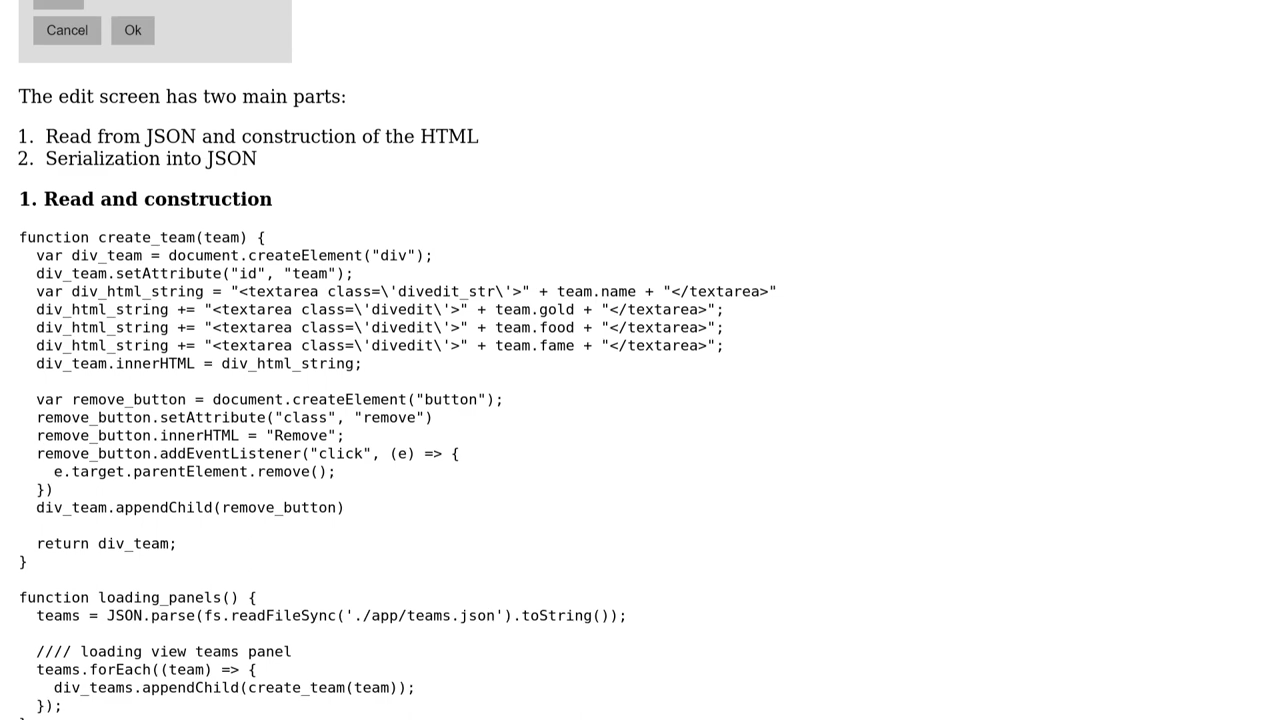 Cancel Ok
The edit screen has two main parts:
1. Read from JSON and construction of the HTML
2. Serialization into JSON
1. Read and construction
function create_team(team) {
  var div_team = document.createElement("div");
  div_team.setAttribute("id", "team");
  var div_html_string = "<textarea class=\'divedit_str\'>" + team.name + "</textarea>"
  div_html_string += "<textarea class=\'divedit\'>" + team.gold + "</textarea>";
  div_html_string += "<textarea class=\'divedit\'>" + team.food + "</textarea>";
  div_html_string += "<textarea class=\'divedit\'>" + team.fame + "</textarea>";
  div_team.innerHTML = div_html_string;
  var remove_button = document.createElement("button");
  remove_button.setAttribute("class", "remove")
  remove_button.innerHTML = "Remove";
  remove_button.addEventListener("click", (e) => {
    e.target.parentElement.remove();
  })
  div_team.appendChild(remove_button)
  return div_team;
}
function loading_panels() {
  teams = JSON.parse(fs.readFileSync('./app/teams.json').toString());
  //// loading view teams panel
  teams.forEach((team) => {
    div_teams.appendChild(create_team(team));
  });